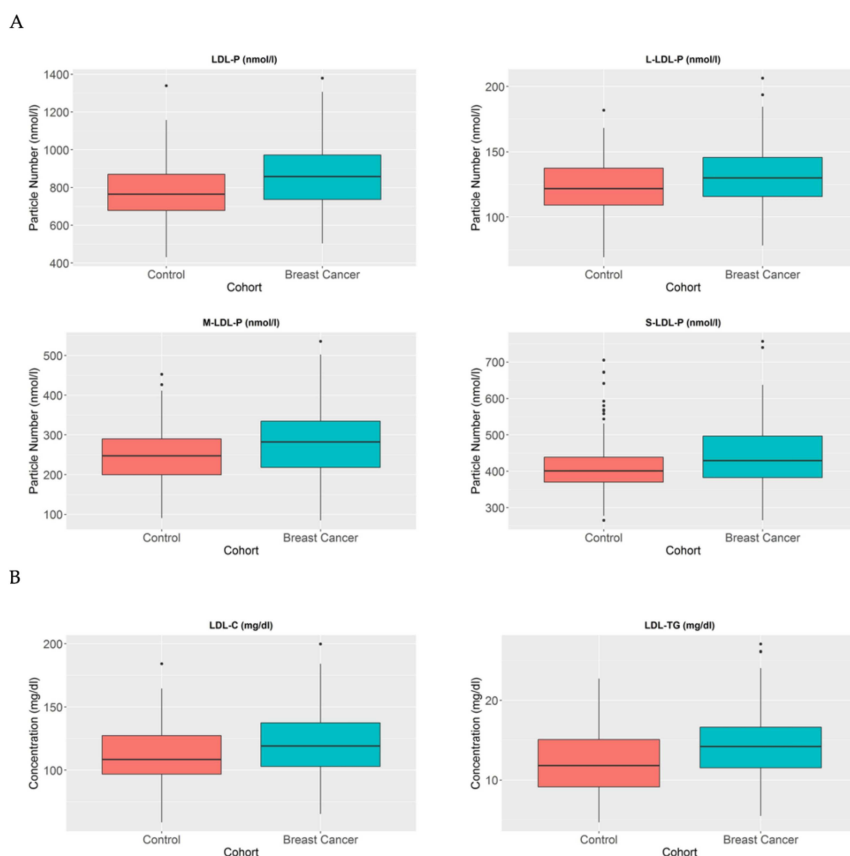 A
LDL-P (nmol/l)
Particle Number (nmol/l)
1400
1200
1000
800
600
400
Control Breast Cancer
Cohort
L-LDL-P (nmol/l)
Particle Number (nmol/l)
200
150
100
Control Breast Cancer
Cohort
M-LDL-P (nmol/l)
Particle Number (nmol/l)
500
400
300
200
100
Control Breast Cancer
Cohort
S-LDL-P (nmol/l)
Particle Number (nmol/l)
700
600
500
400
300
Control Breast Cancer
Cohort
B
LDL-C (mg/dl)
Concentration (mg/dl)
200
150
100
Control Breast Cancer
Cohort
LDL-TG (mg/dl)
Concentration (mg/dl)
20
10
Control Breast Cancer
Cohort